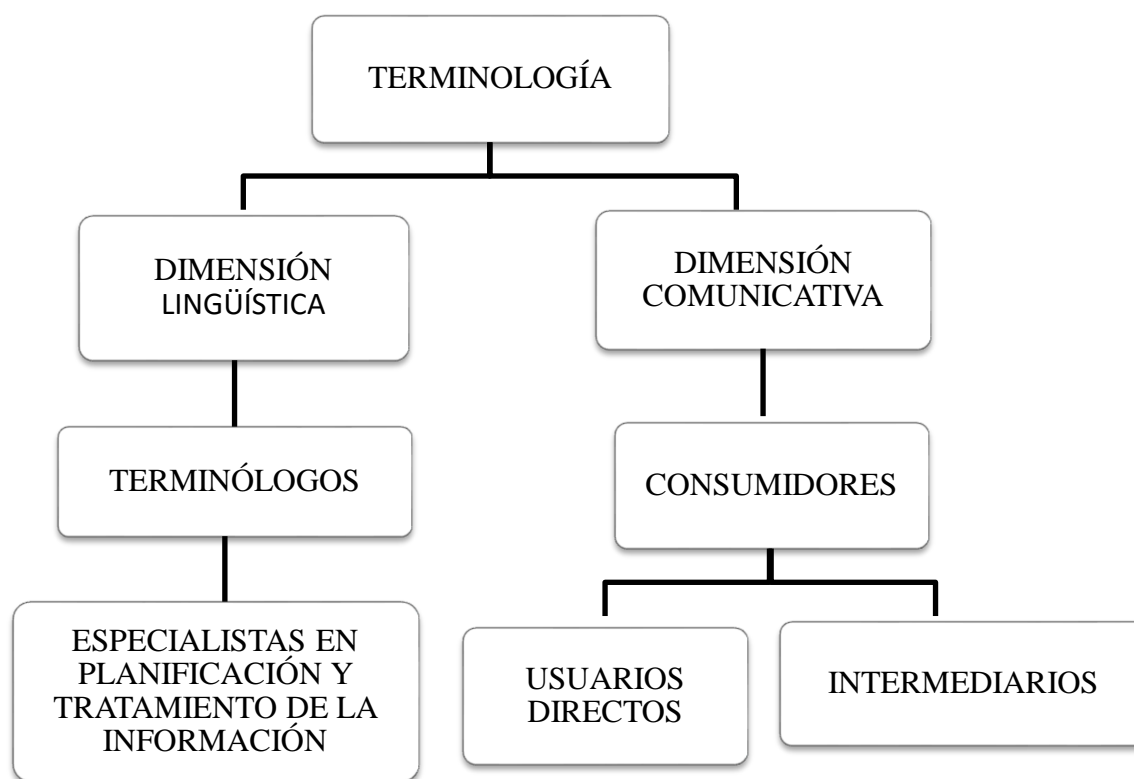 TERMINOLOGÍA
DIMENSIÓN
LINGÜÍSTICA
DIMENSIÓN
COMUNICATIVA
TERMINÓLOGOS
CONSUMIDORES
ESPECIALISTAS EN
PLANIFICACIÓN Y
TRATAMIENTO DE LA
INFORMACIÓN
USUARIOS
DIRECTOS
INTERMEDIARIOS